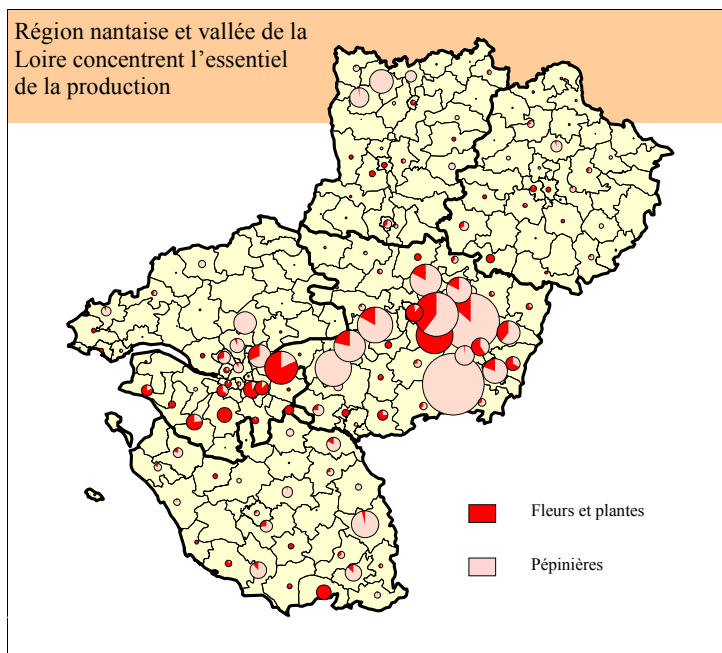 Région nantaise et vallée de la
Loire concentrent l’essentiel
de la production
Fleurs et plantes
Pépinières